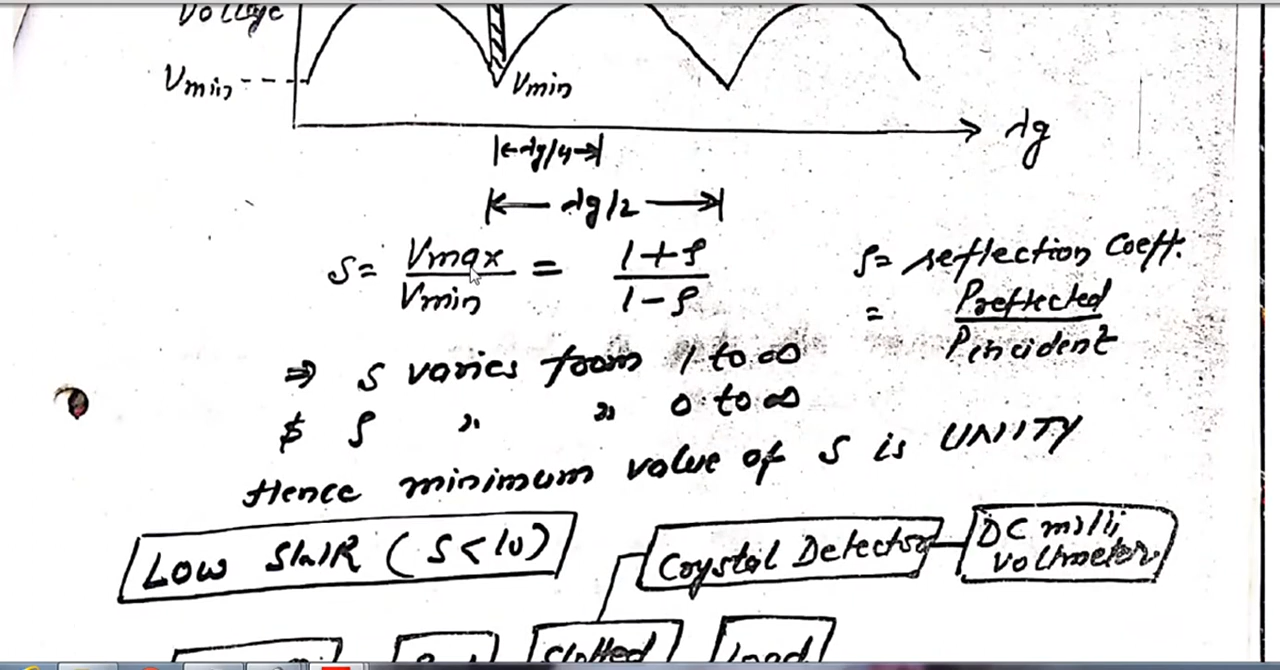 Voltage
Vmin
Vmin
λg
λg/4
λg/2
S = Vmax/Vmin = 1+ρ/1-ρ
ρ = reflection Coeff.
= Preflected/Pincident
⇒ S varies from 1 to ∞
& ρ " " 0 to ∞
Hence minimum value of S is UNITY
Low SWR (S<10)
Crystal Detector
DC milli
voltmeter
Slotted
Load